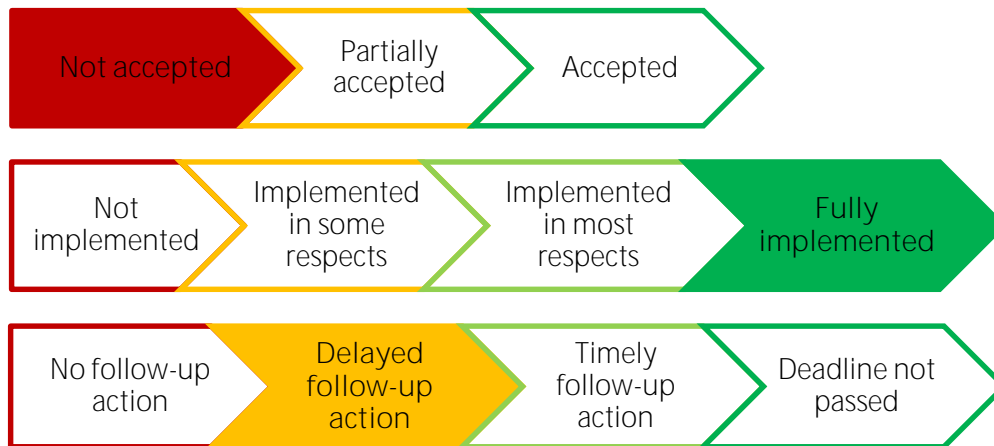 Not accepted
Partially
accepted
Accepted
Not
implemented
Implemented
in some
respects
Implemented
in most
respects
Fully
implemented
No follow-up
action
Delayed
follow-up
action
Timely
follow-up
action
Deadline not
passed